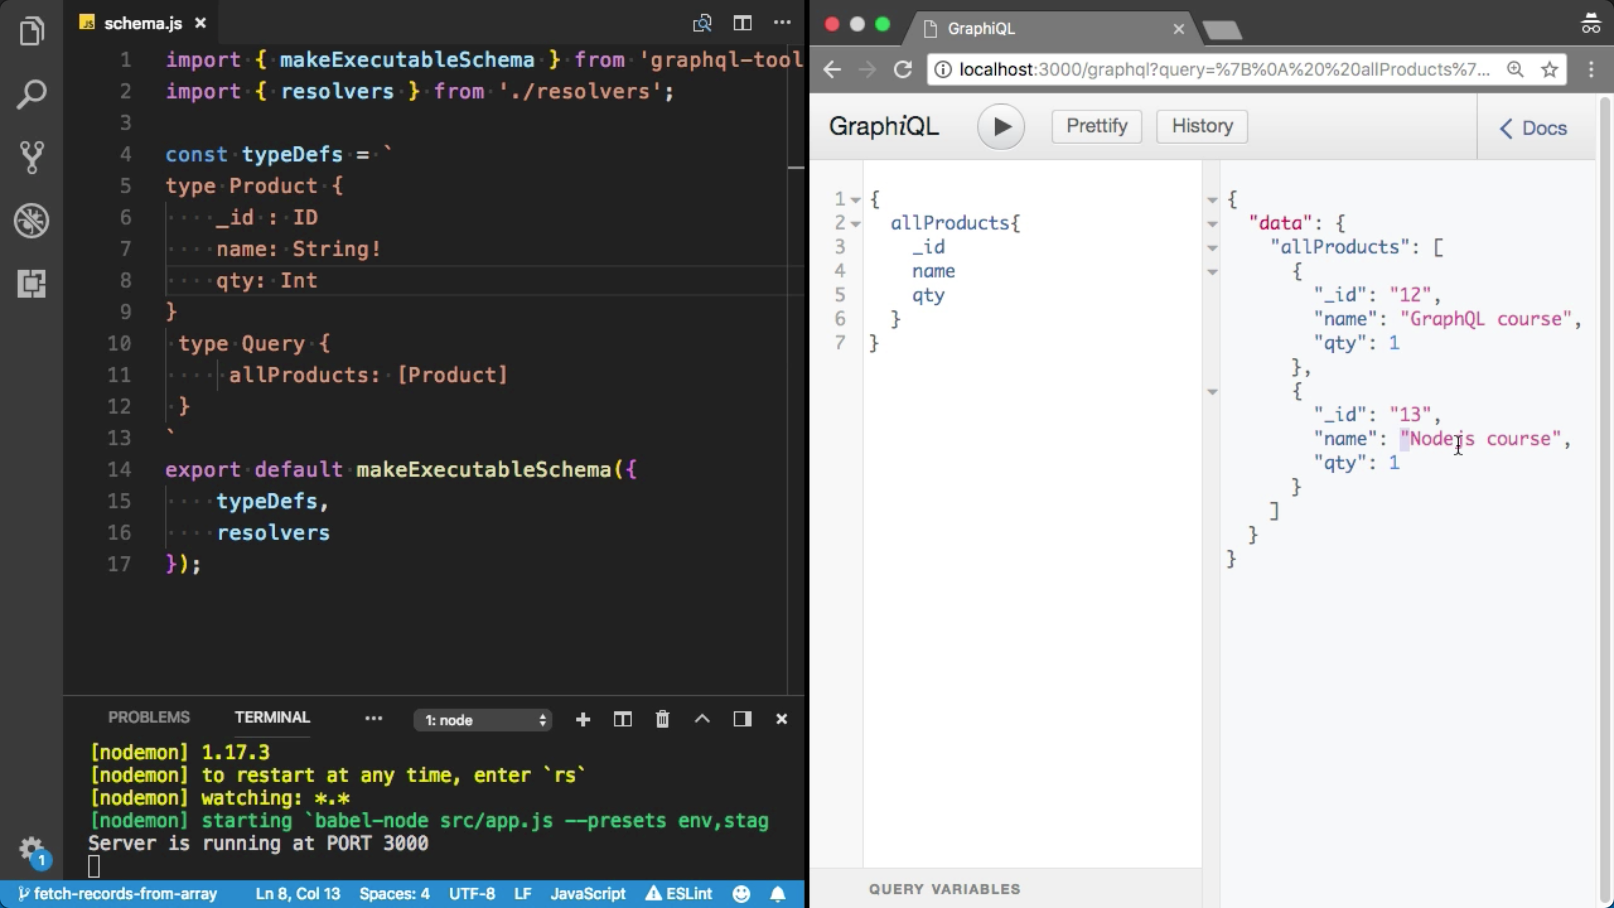 schema.js
1 import { makeExecutableSchema } from 'graphql-tool
2 import { resolvers } from './resolvers';
3
4 const typeDefs = `
5 type Product {
6 _id : ID
7 name: String!
8 qty: Int
9 }
10 type Query {
11 allProducts: [Product]
12 }
13 `
14 export default makeExecutableSchema({
15 typeDefs,
16 resolvers
17 });
PROBLEMS TERMINAL 1: node
[nodemon] 1.17.3
[nodemon] to restart at any time, enter `rs`
[nodemon] watching: *.*
[nodemon] starting `babel-node src/app.js --presets env,stag
Server is running at PORT 3000
1
fetch-records-from-array Ln 8, Col 13 Spaces: 4 UTF-8 LF JavaScript ESLint
GraphiQL
localhost:3000/graphql?query=%7B%0A%20%20allProducts%7...
GraphiQL Prettify History Docs
1 {
2 allProducts{
3 _id
4 name
5 qty
6 }
7 }
{
"data": {
"allProducts": [
{
"_id": "12",
"name": "GraphQL course",
"qty": 1
},
{
"_id": "13",
"name": "Nodejs course",
"qty": 1
}
]
}
}
QUERY VARIABLES